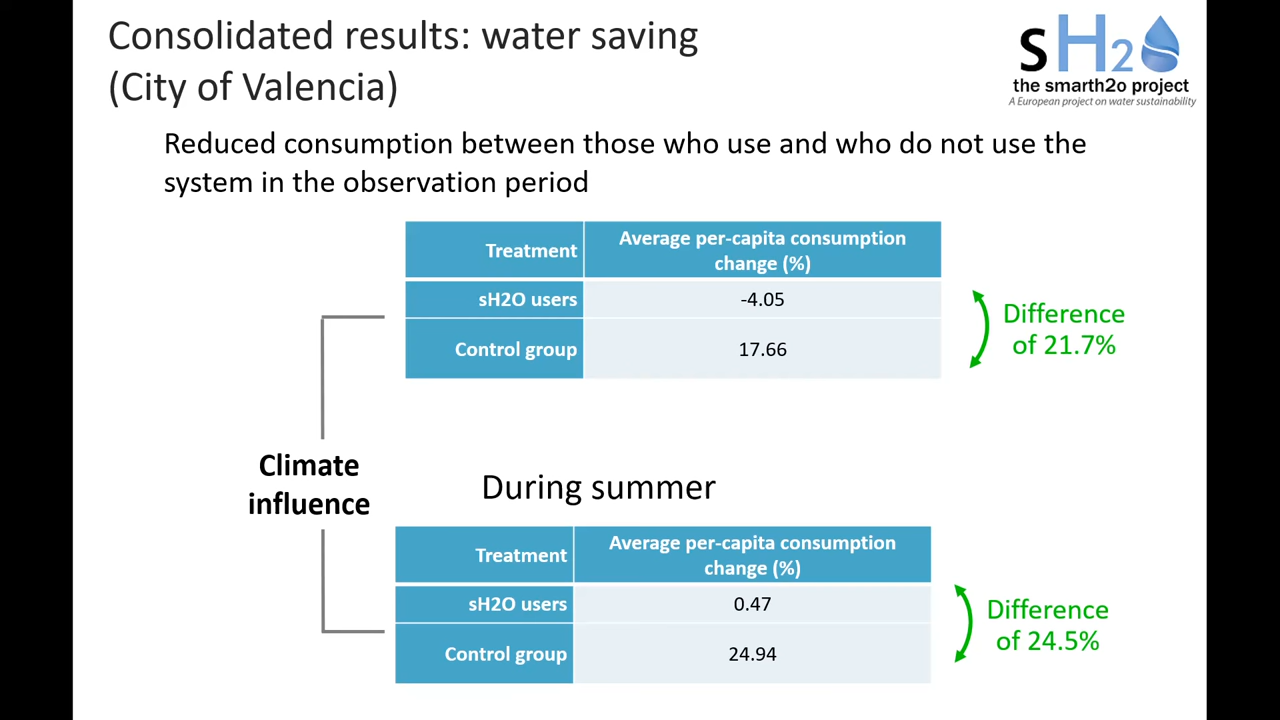 Consolidated results: water saving
(City of Valencia)
sH2O
the smarth2o project
A European project on water sustainability
Reduced consumption between those who use and who do not use the
system in the observation period
Treatment
Average per-capita consumption
change (%)
sH2O users
-4.05
Control group
17.66
Difference
of 21.7%
Climate
influence
During summer
Treatment
Average per-capita consumption
change (%)
sH2O users
0.47
Control group
24.94
Difference
of 24.5%